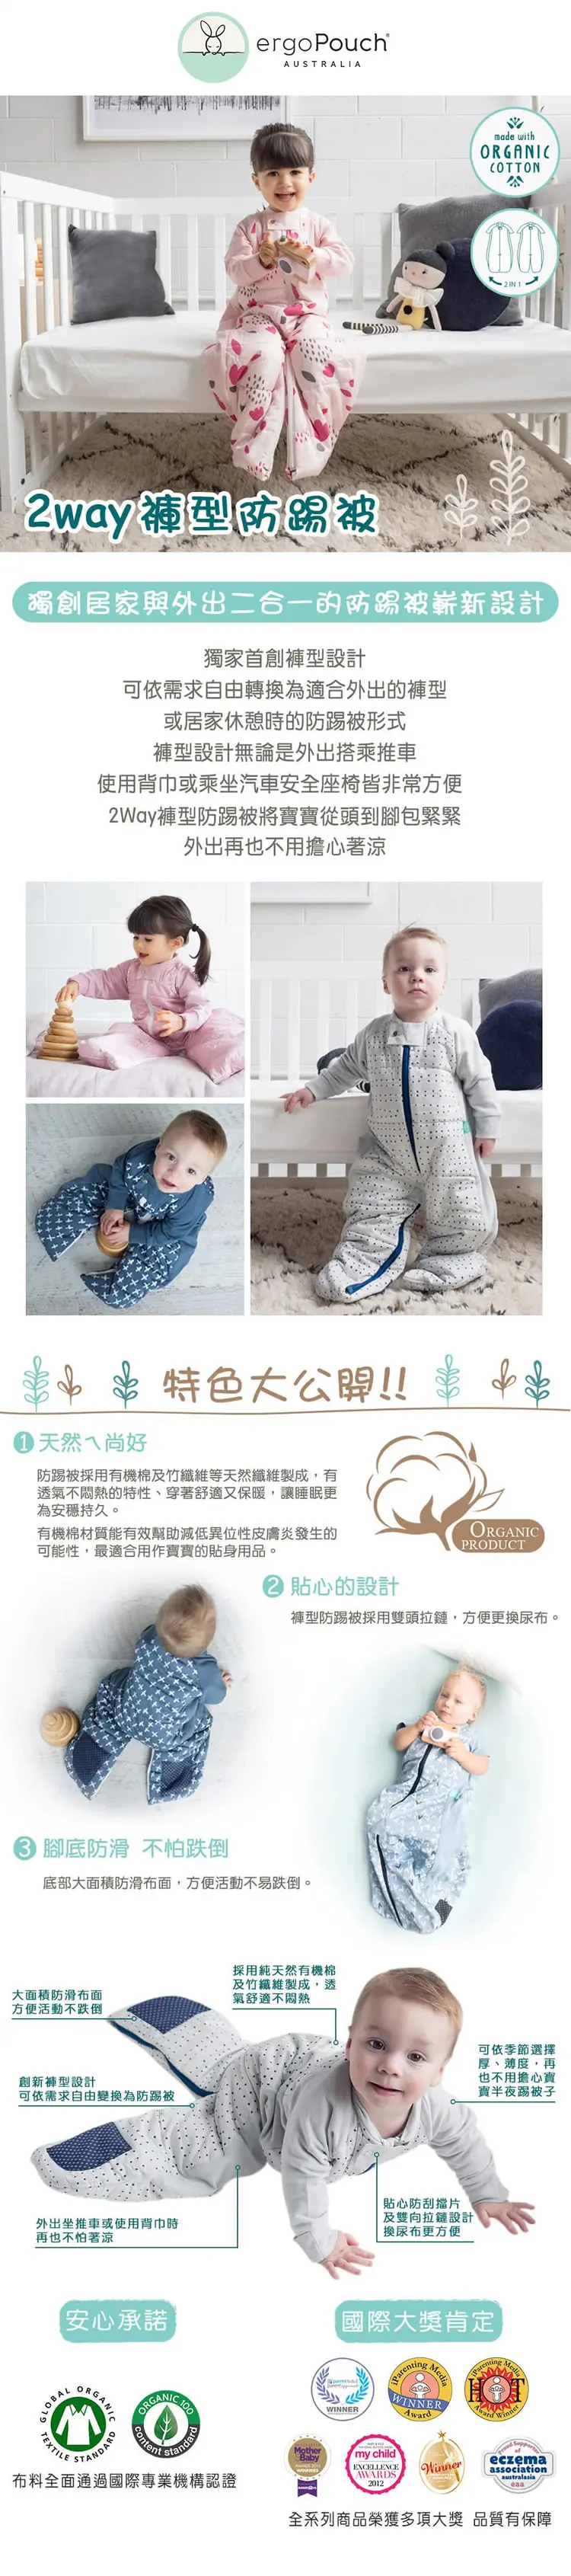 ergoPouch®
AUSTRALIA
made with
ORGANIC
COTTON
2 IN 1
2way褲型防踢被
獨創居家與外出二合一的防踢被嶄新設計
獨家首創褲型設計
可依需求自由轉換為適合外出的褲型
或居家休憩時的防踢被形式
褲型設計無論是外出搭乘推車
使用背巾或乘坐汽車安全座椅皆非常方便
2Way褲型防踢被將寶寶從頭到腳包緊緊
外出再也不用擔心著涼
特色大公開!!
1 天然ㄟ尚好
防踢被採用有機棉及竹纖維等天然纖維製成，有
透氣不悶熱的特性、穿著舒適又保暖，讓睡眠更
為安穩持久。
有機棉材質能有效幫助減低異位性皮膚炎發生的
可能性，最適合用作寶寶的貼身用品。
ORGANIC
PRODUCT
2 貼心的設計
褲型防踢被採用雙頭拉鏈，方便更換尿布。
3 腳底防滑 不怕跌倒
底部大面積防滑布面，方便活動不易跌倒。
採用純天然有機棉
及竹纖維製成，透
氣舒適不悶熱
大面積防滑布面
方便活動不跌倒
可依季節選擇
厚、薄度，再
也不用擔心寶
寶半夜踢被子
創新褲型設計
可依需求自由變換為防踢被
貼心防刮擋片
及雙向拉鏈設計
換尿布更方便
外出坐推車或使用背巾時
再也不怕著涼
安心承諾
國際大獎肯定
GLOBAL ORGANIC
TEXTILE STANDARD
ORGANIC 100
content standard
WINNER
iParenting Media
WINNER
Award
iParenting Media
HOT
Award Winner
Mother
Baby
my child
EXCELLENCE
AWARDS
2012
Winner
Proud Supporter
of
eczema
association
australasia
布料全面通過國際專業機構認證
全系列商品榮獲多項大獎 品質有保障